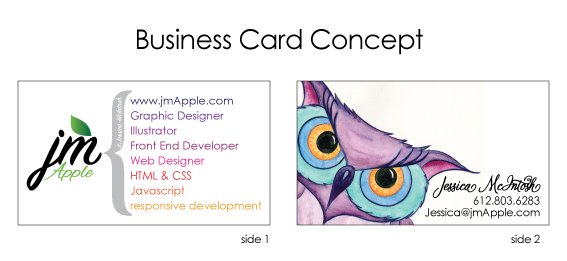 Business Card Concept
jm
Apple
www.jmApple.com
Graphic Designer
Illustrator
Front End Developer
Web Designer
HTML & CSS
Javascript
responsive development
side 1
Jessica McIntosh
612.803.6283
Jessica@jmApple.com
side 2